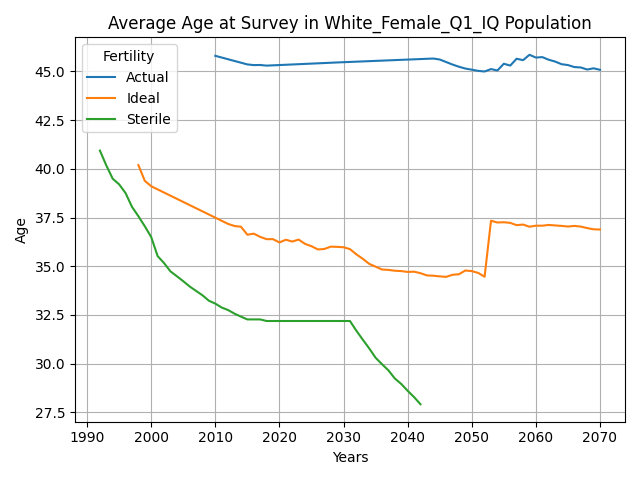 Average Age at Survey in White_Female_Q1_IQ Population
Fertility
Actual
Ideal
Sterile
Age
45.0
42.5
40.0
37.5
35.0
32.5
30.0
27.5
1990 2000 2010 2020 2030 2040 2050 2060 2070
Years